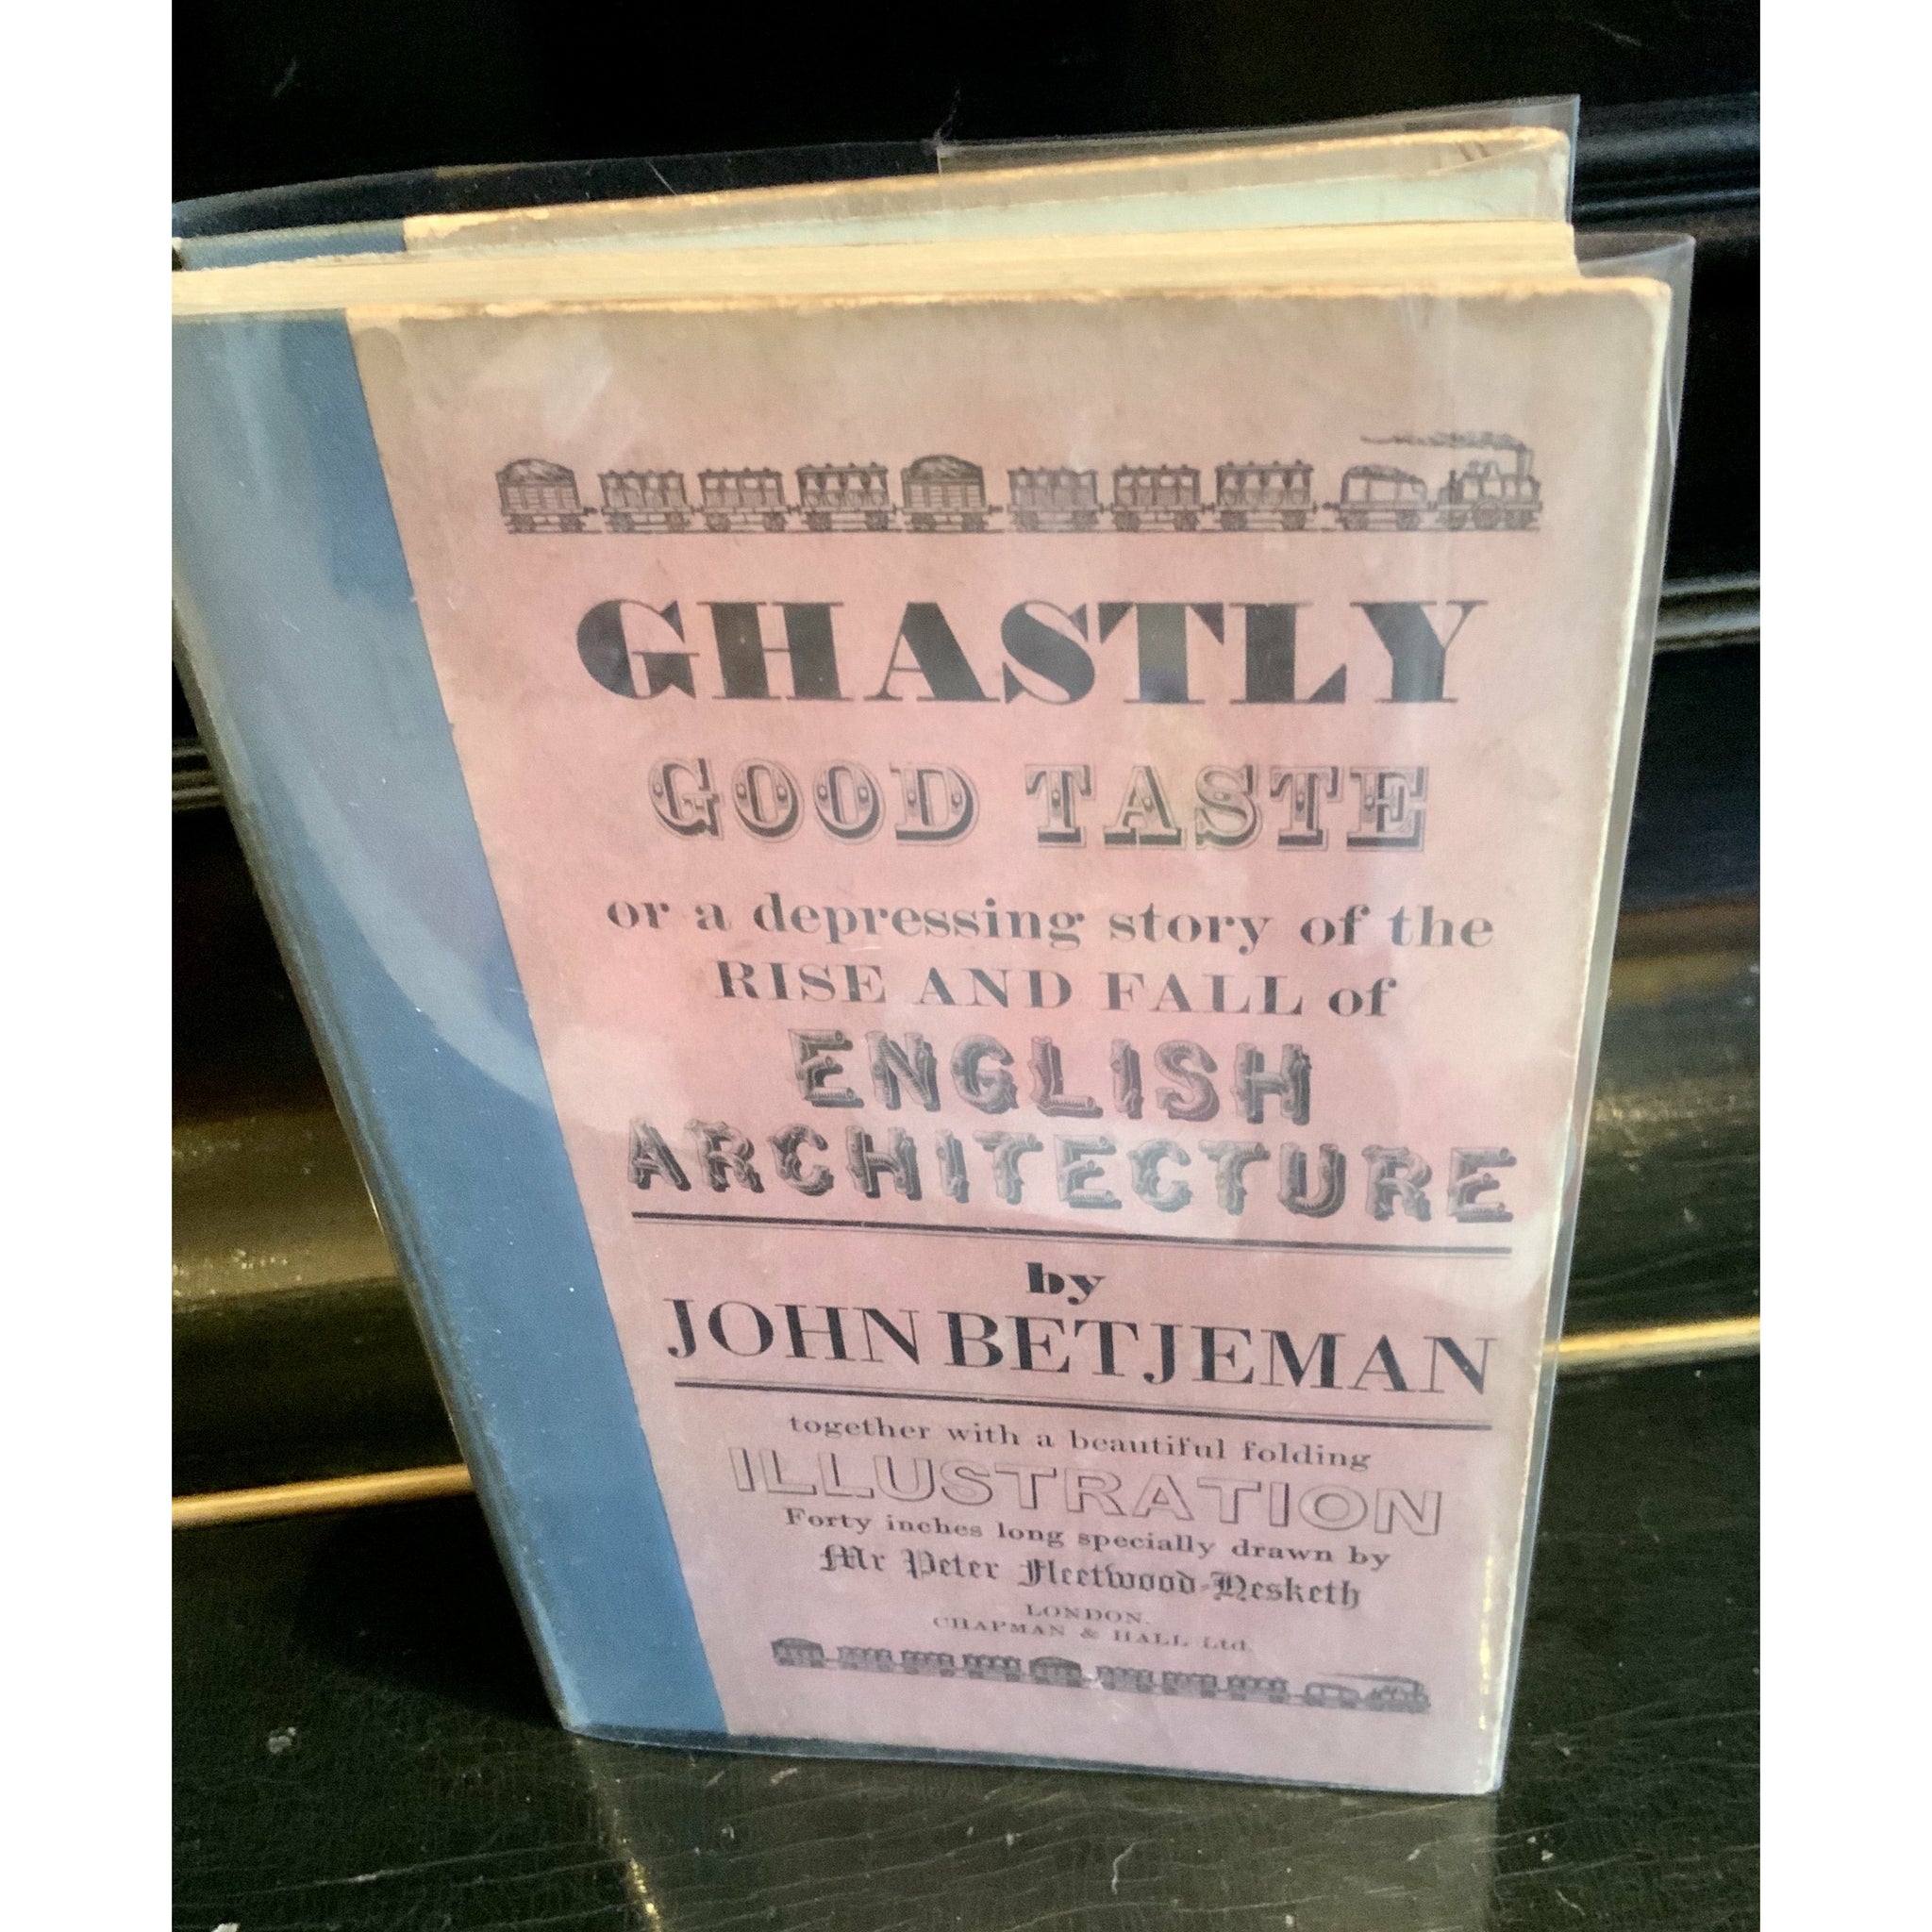 GHASTLY
GOOD TASTE
or a depressing story of the
RISE AND FALL of
ENGLISH
ARCHITECTURE
by
JOHN BETJEMAN
together with a beautiful folding
ILLUSTRATION
Forty inches long specially drawn by
Mr Peter Fleetwood-Hesketh
LONDON.
CHAPMAN & HALL Ltd.